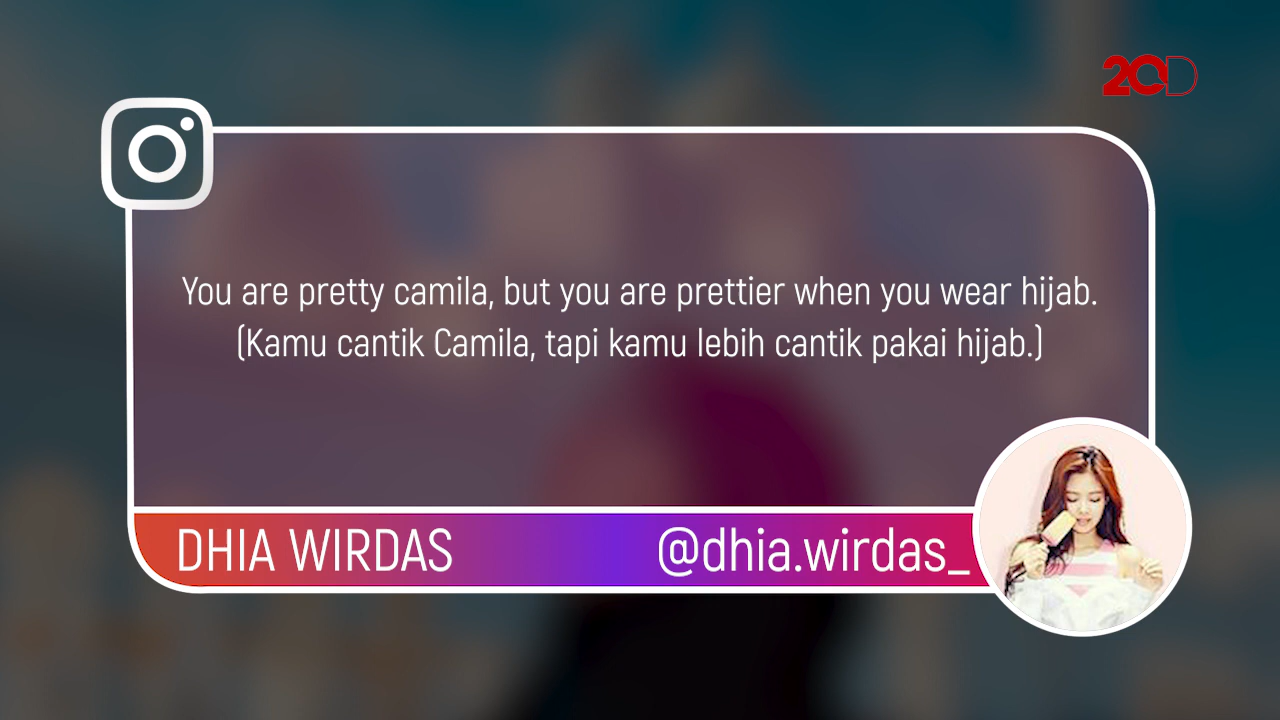 20D
You are pretty camila, but you are prettier when you wear hijab.
(Kamu cantik Camila, tapi kamu lebih cantik pakai hijab.)
DHIA WIRDAS @dhia.wirdas_